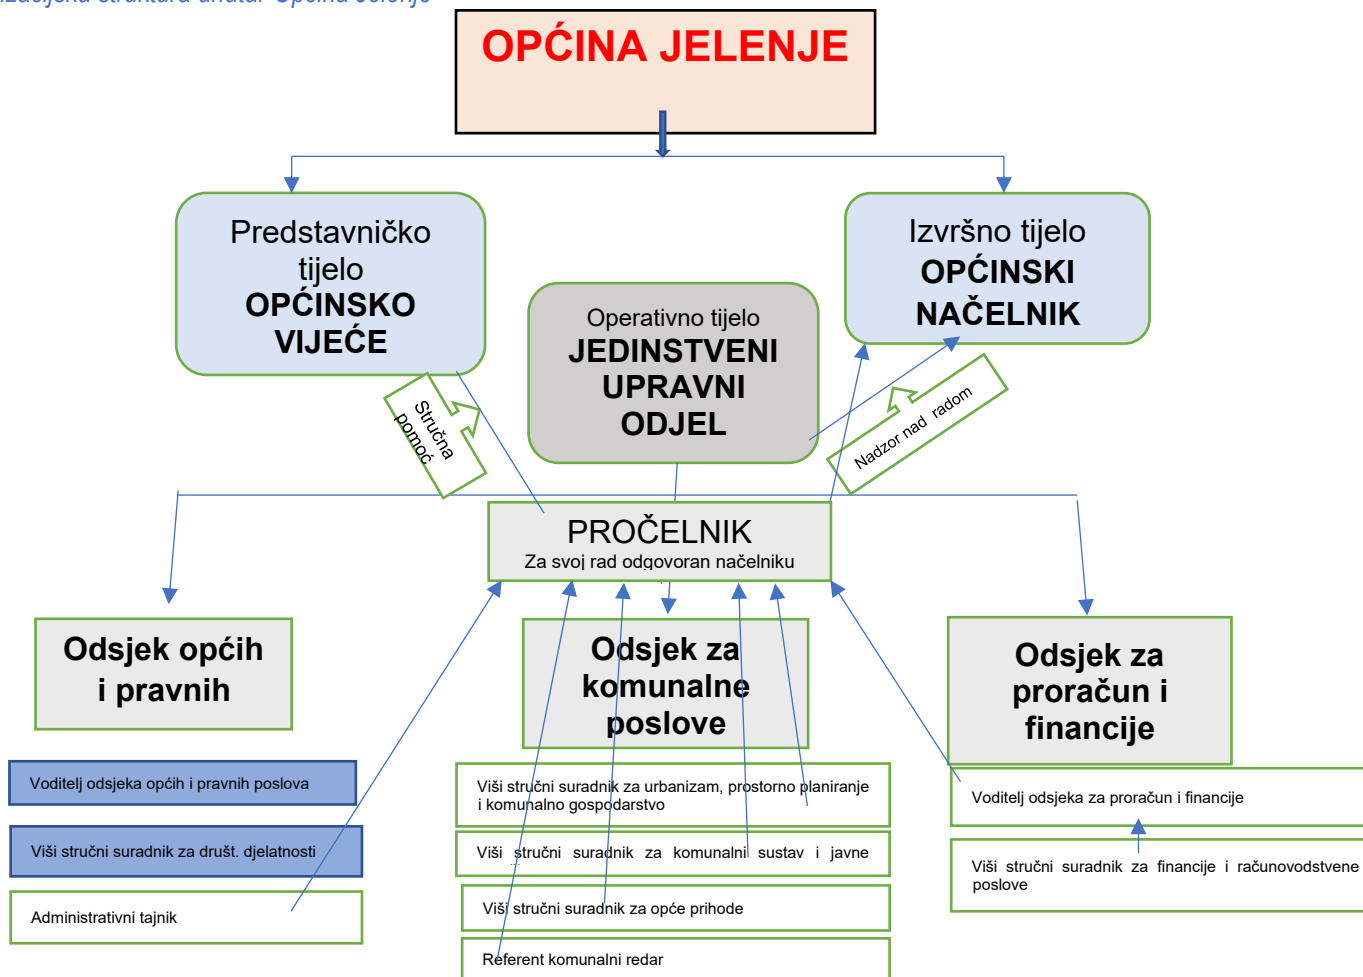 struktura unutar Općina Jelenje
OPĆINA JELENJE
Predstavničko
tijelo
OPĆINSKO
VIJEĆE
Izvršno tijelo
OPĆINSKI
NAČELNIK
Operativno tijelo
JEDINSTVENI
UPRAVNI
ODJEL
Stručna
pomoć
Nadzor nad radom
PROČELNIK
Za svoj rad odgovoran načelniku
Odsjek općih
i pravnih
Odsjek za
komunalne
poslove
Odsjek za
proračun i
financije
Voditelj odsjeka općih i pravnih poslova
Viši stručni suradnik za društ. djelatnosti
Administrativni tajnik
Viši stručni suradnik za urbanizam, prostorno planiranje
i komunalno gospodarstvo
Viši stručni suradnik za komunalni sustav i javne
Viši stručni suradnik za opće prihode
Referent komunalni redar
Voditelj odsjeka za proračun i financije
Viši stručni suradnik za financije i računovodstvene
poslove